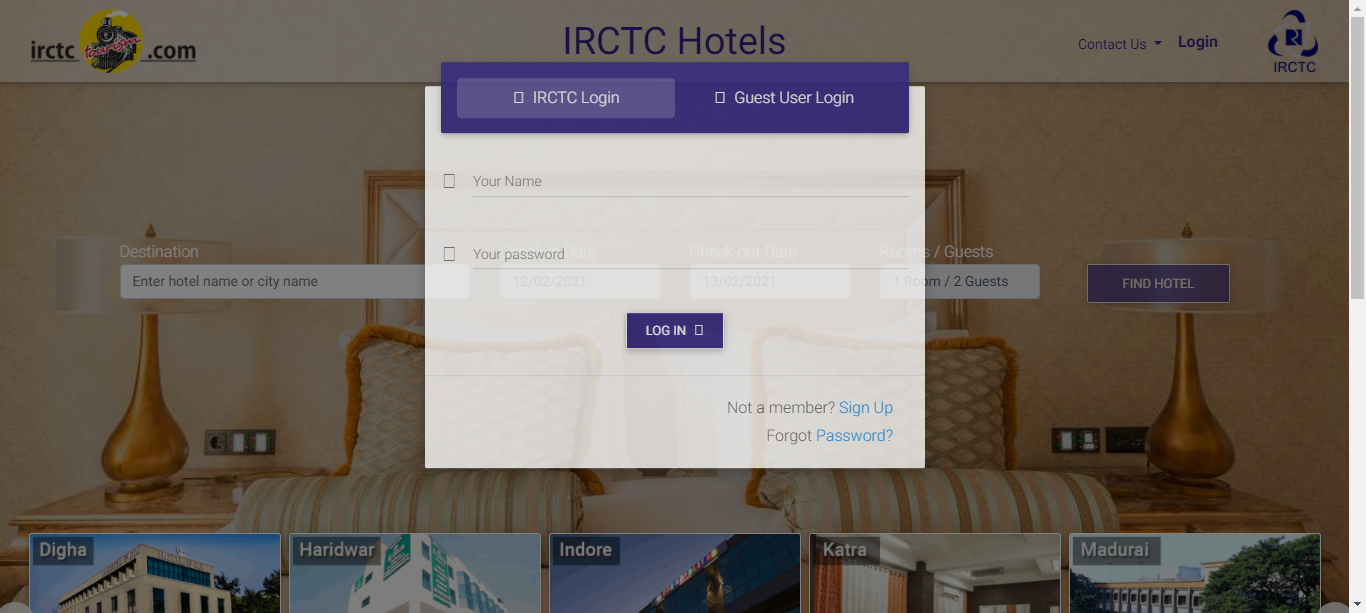 irctc tourism .com
IRCTC Hotels
Contact Us
Login
IRCTC
IRCTC Login
Guest User Login
Your Name
Destination
Your password
Date
Check-out Date
Rooms / Guests
Enter hotel name or city name
12/02/2021
13/02/2021
1 Room / 2 Guests
FIND HOTEL
LOG IN
Not a member? Sign Up
Forgot Password?
Digha
Haridwar
Indore
Katra
Madurai